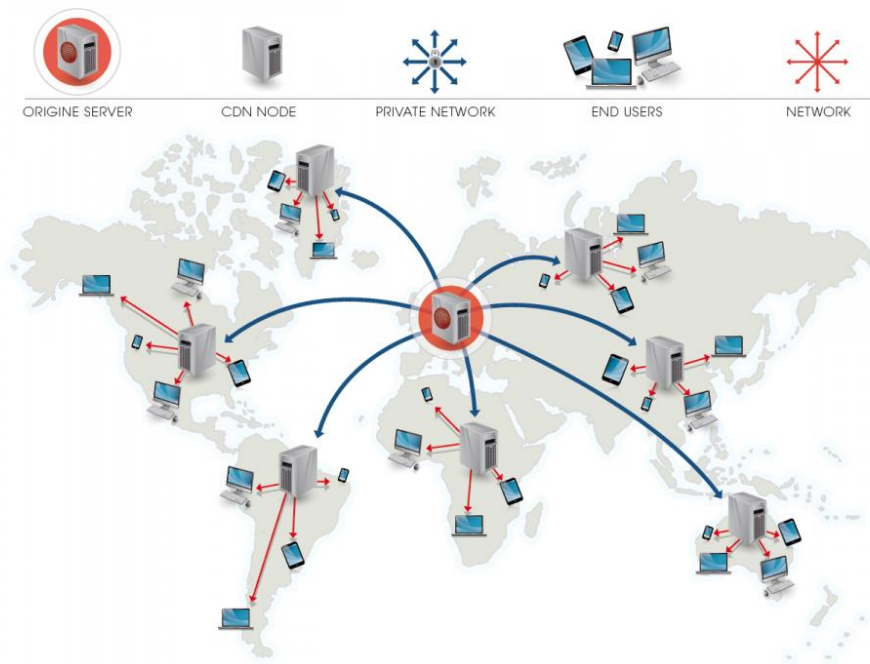 ORIGINE SERVER
CDN NODE
PRIVATE NETWORK
END USERS
NETWORK